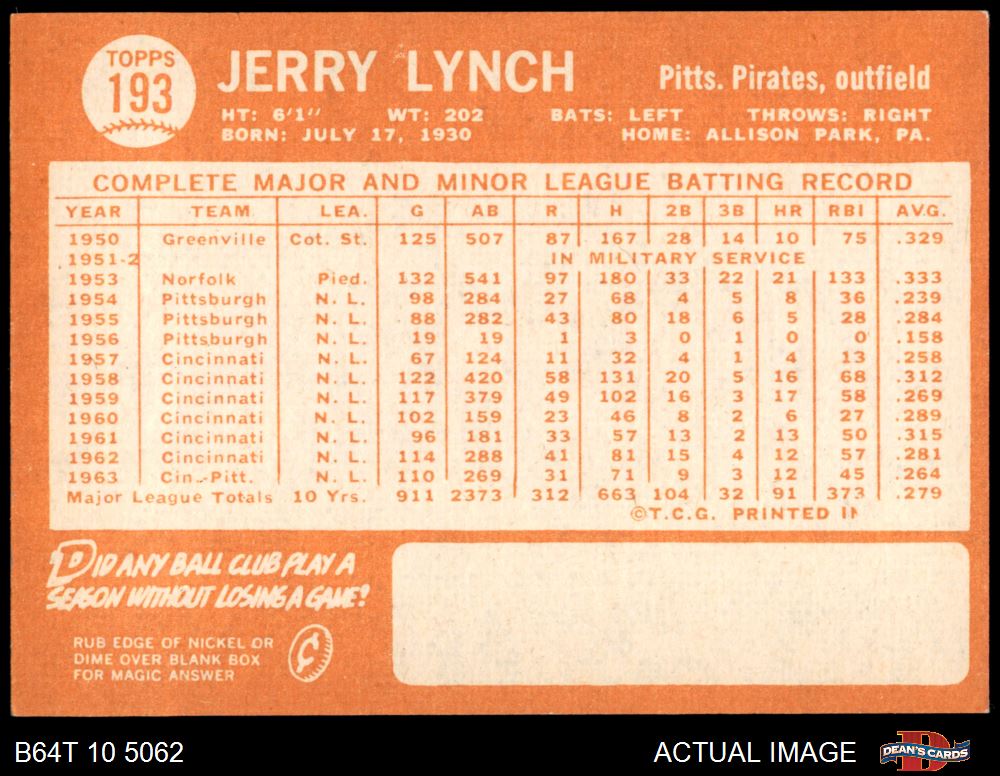 TOPPS
193
JERRY LYNCH
Pitts. Pirates, outfield
HT: 6'1" WT: 202 BATS: LEFT THROWS: RIGHT
BORN: JULY 17, 1930 HOME: ALLISON PARK, PA.
COMPLETE MAJOR AND MINOR LEAGUE BATTING RECORD
YEAR TEAM LEA. G AB R H 2B 3B HR RBI AVG.
1950 Greenville Cot. St. 125 507 87 167 28 14 10 75 .329
1951-2 IN MILITARY SERVICE
1953 Norfolk Pied. 132 541 97 180 33 22 21 133 .333
1954 Pittsburgh N. L. 98 284 27 68 4 5 8 36 .239
1955 Pittsburgh N. L. 88 282 43 80 18 6 5 28 .284
1956 Pittsburgh N. L. 19 19 1 3 0 1 0 0 .158
1957 Cincinnati N. L. 67 124 11 32 4 1 4 13 .258
1958 Cincinnati N. L. 122 420 58 131 20 5 16 68 .312
1959 Cincinnati N. L. 117 379 49 102 16 3 17 58 .269
1960 Cincinnati N. L. 102 159 23 46 8 2 6 27 .289
1961 Cincinnati N. L. 96 181 33 57 13 2 13 50 .315
1962 Cincinnati N. L. 114 288 41 81 15 4 12 57 .281
1963 Cin.-Pitt. N. L. 110 269 31 71 9 3 12 45 .264
Major League Totals 10 Yrs. 911 2373 312 663 104 32 91 373 .279
©T.C.G. PRINTED IN
DID ANY BALL CLUB PLAY A
SEASON WITHOUT LOSING A GAME?
RUB EDGE OF NICKEL OR
DIME OVER BLANK BOX
FOR MAGIC ANSWER
B64T 10 5062
ACTUAL IMAGE
DEAN'S CARDS